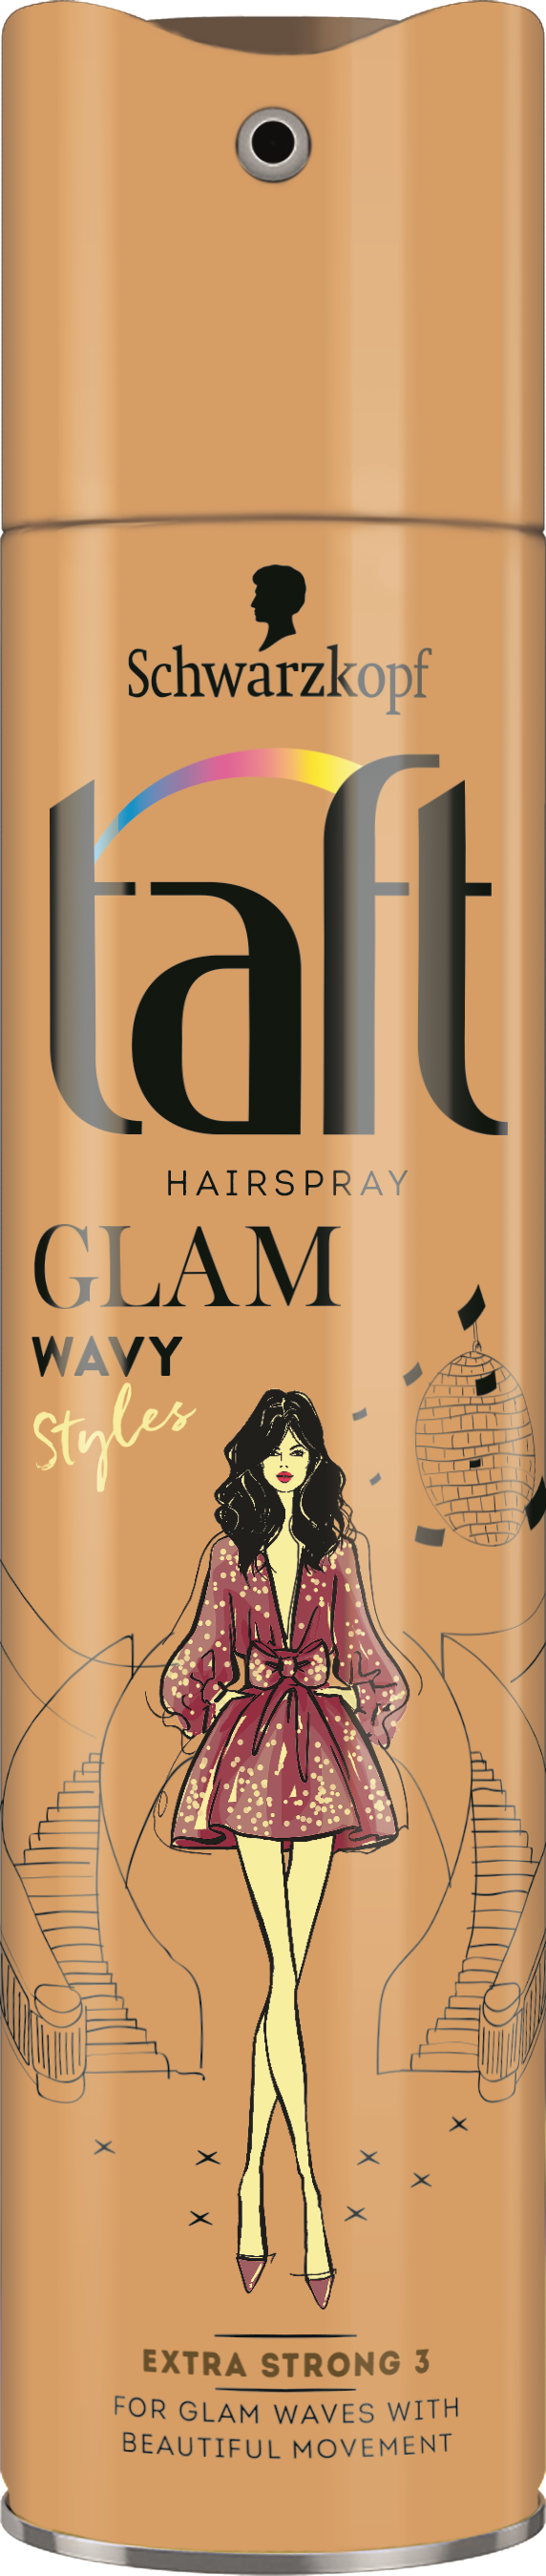 Schwarzkopf
taft
HAIRSPRAY
GLAM
WAVY
Styles
EXTRA STRONG 3
FOR GLAM WAVES WITH
BEAUTIFUL MOVEMENT